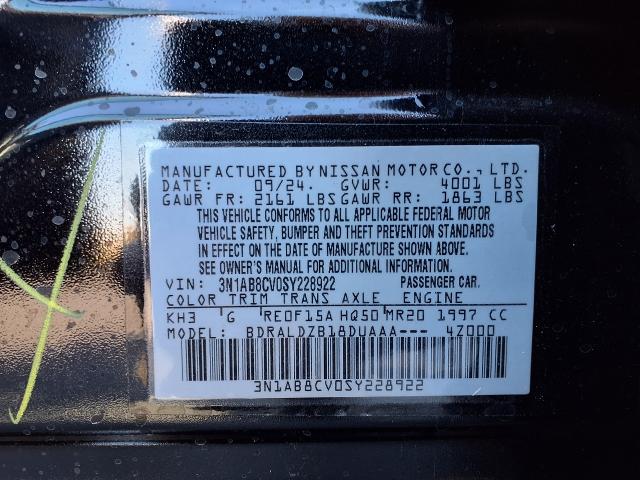 MANUFACTURED BY NISSAN MOTOR CO., LTD.
DATE: 09/24. GVWR: 4001 LBS
GAWR FR: 2161 LBS GAWR RR: 1863 LBS
THIS VEHICLE CONFORMS TO ALL APPLICABLE FEDERAL MOTOR
VEHICLE SAFETY, BUMPER AND THEFT PREVENTION STANDARDS
IN EFFECT ON THE DATE OF MANUFACTURE SHOWN ABOVE.
SEE OWNER'S MANUAL FOR ADDITIONAL INFORMATION.
VIN: 3N1AB8CV0SY228922 PASSENGER CAR.
COLOR TRIM TRANS AXLE ENGINE
KH3 G RE0F15A HQ50 MR20 1997 CC
MODEL: BDRALDZB18DUAAA--- 4Z000
3N1AB8CV0SY228922